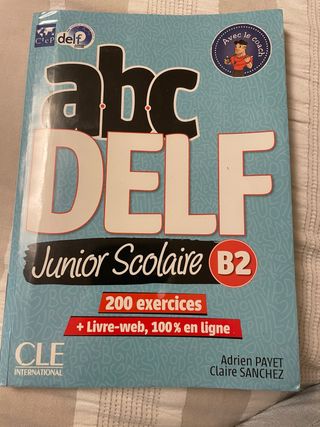 CIEP
delf
Avec le coach
abc
DELF
Junior Scolaire B2
200 exercices
+ Livre-web, 100% en ligne
Adrien PAYET
Claire SANCHEZ
CLE
INTERNATIONAL